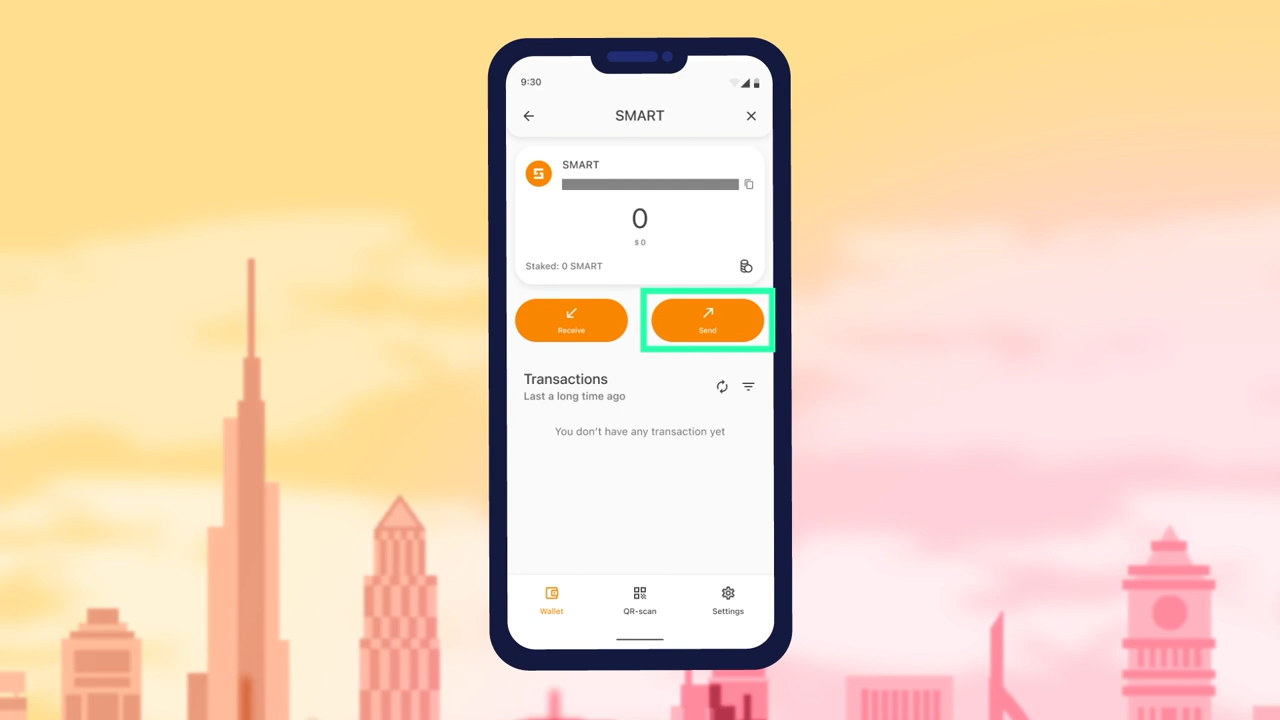 9:30
SMART
SMART
0
$ 0
Staked: 0 SMART
Receive
Send
Transactions
Last a long time ago
You don't have any transaction yet
Wallet
QR-scan
Settings